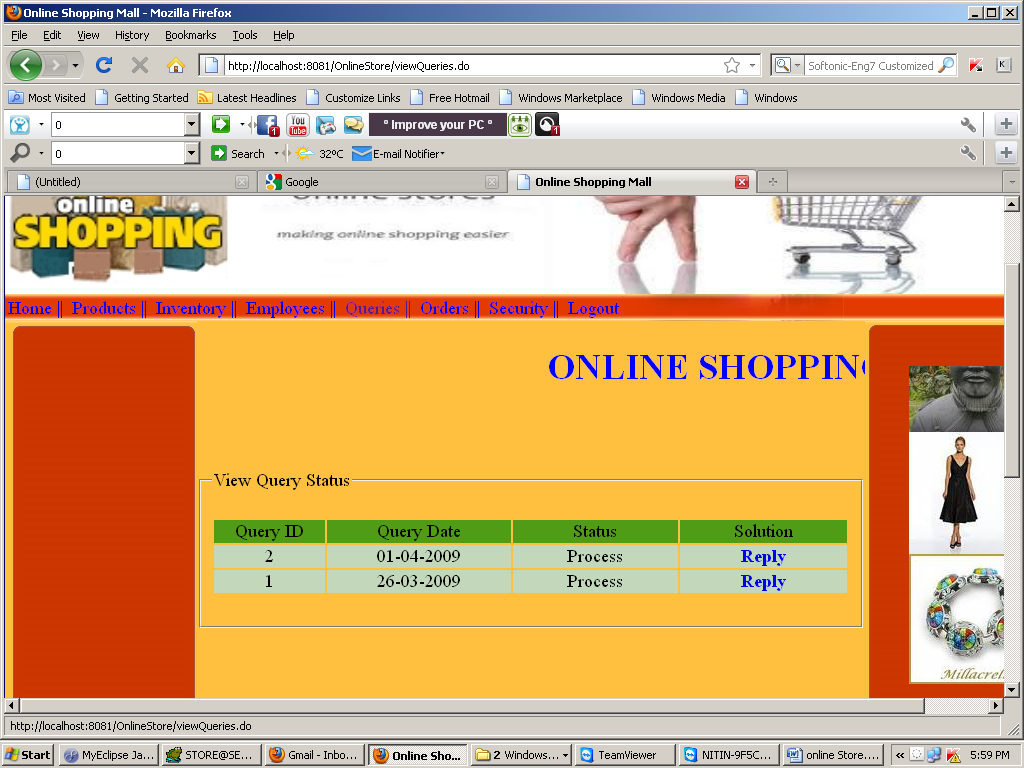 Online Shopping Mall - Mozilla Firefox
File Edit View History Bookmarks Tools Help
http://localhost:8081/OnlineStore/viewQueries.do
Softonic-Eng7 Customized
K
Most Visited Getting Started Latest Headlines Customize Links Free Hotmail Windows Marketplace Windows Media Windows
0 1 You Tube ° Improve your PC ° 1
0 Search 32°C E-mail Notifier
(Untitled) Google Online Shopping Mall
online
SHOPPING
Online Stores
making online shopping easier
Home || Products || Inventory || Employees || Queries || Orders || Security || Logout
ONLINE SHOPPING
View Query Status
Query ID Query Date Status Solution
2 01-04-2009 Process Reply
1 26-03-2009 Process Reply
http://localhost:8081/OnlineStore/viewQueries.do
Start MyEclipse Ja... STORE@SE... Gmail - Inbo... Online Sho... 2 Windows... TeamViewer NITIN-9F5C... online Store.... « 5:59 PM